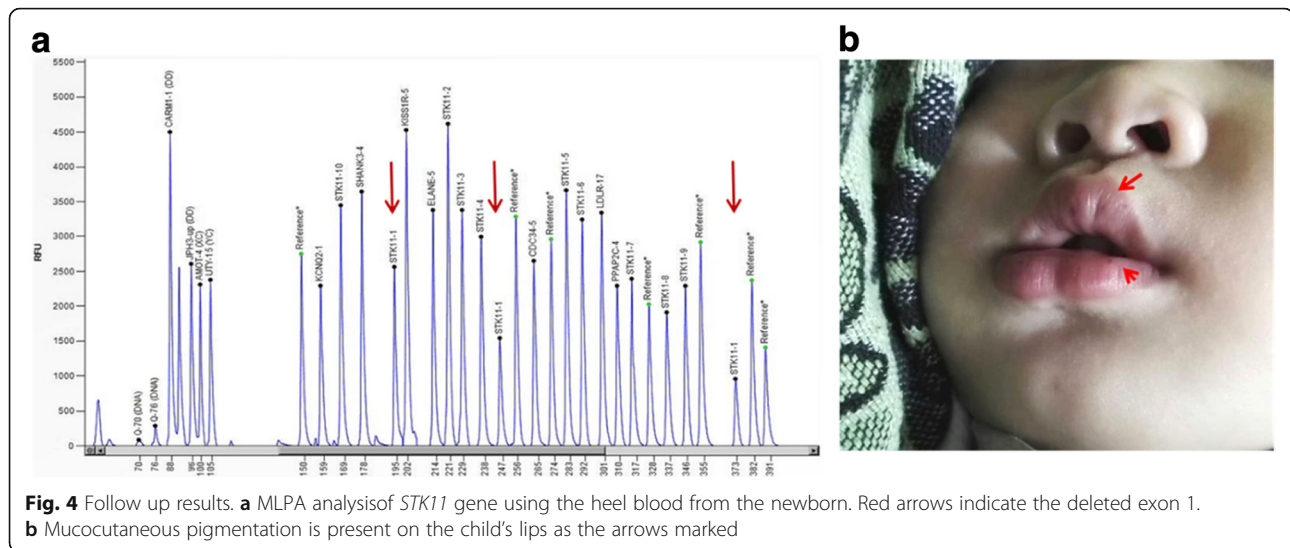 a
b
5500
5000
4500
4000
3500
3000
2500
2000
1500
1000
500
0
RFU
Q-70 (DNA)
Q-76 (DNA)
CARM1-1 (DD)
JPH3-up (DD)
AMOT-4 (XC)
UTY-15 (YC)
Reference*
KCNQ2-1
STK11-10
SHANK3-4
STK11-1
KISS1R-5
ELANE-5
STK11-2
STK11-3
STK11-4
STK11-1
Reference*
CDC34-5
Reference*
STK11-5
STK11-6
LDLR-17
PPAP2C-4
STK11-7
Reference*
STK11-8
STK11-9
Reference*
STK11-1
Reference*
Reference*
70 76 88 96 100 105 150 159 169 178 195 202 214 221 229 238 247 256 265 274 283 292 301 310 317 328 337 346 355 373 382 391
Fig. 4 Follow up results. a MLPA analysisof STK11 gene using the heel blood from the newborn. Red arrows indicate the deleted exon 1.
b Mucocutaneous pigmentation is present on the child's lips as the arrows marked